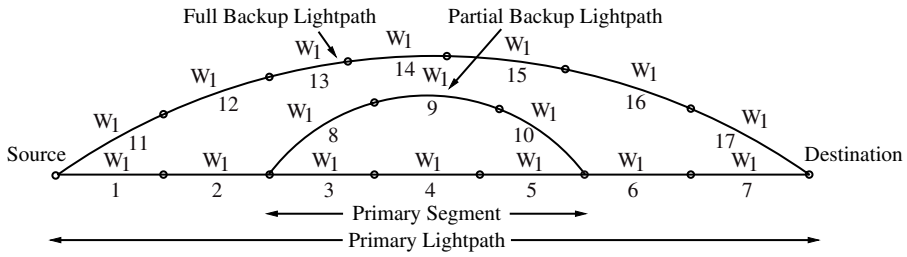 Full Backup Lightpath
Partial Backup Lightpath
W1 W1 W1
13 14 15
W1 W1 W1
12 9 16
W1 W1 W1 W1
11 8 10 17
Source
Destination
W1 W1 W1 W1 W1 W1 W1
1 2 3 4 5 6 7
Primary Segment
Primary Lightpath